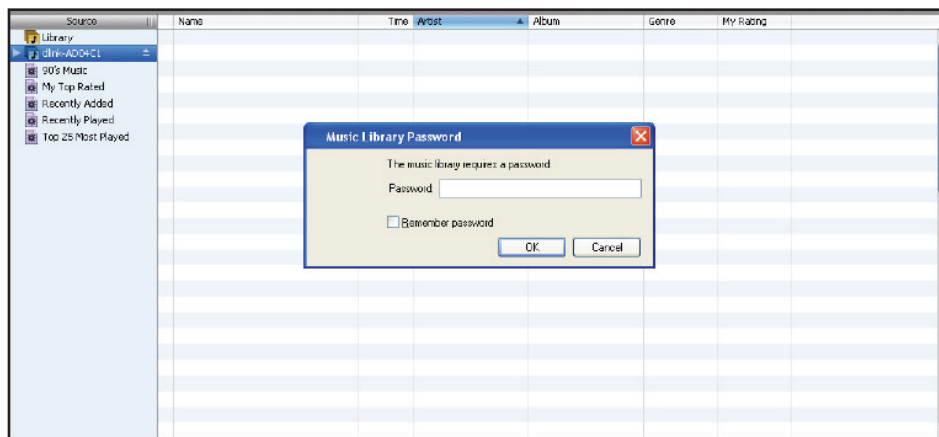 Source Name Time Artist Album Genre My Rating
Library
dlink-AD04C1
90's Music
My Top Rated
Recently Added
Recently Played
Top 25 Most Played
Music Library Password
The music library requires a password
Password
Remember password
OK Cancel